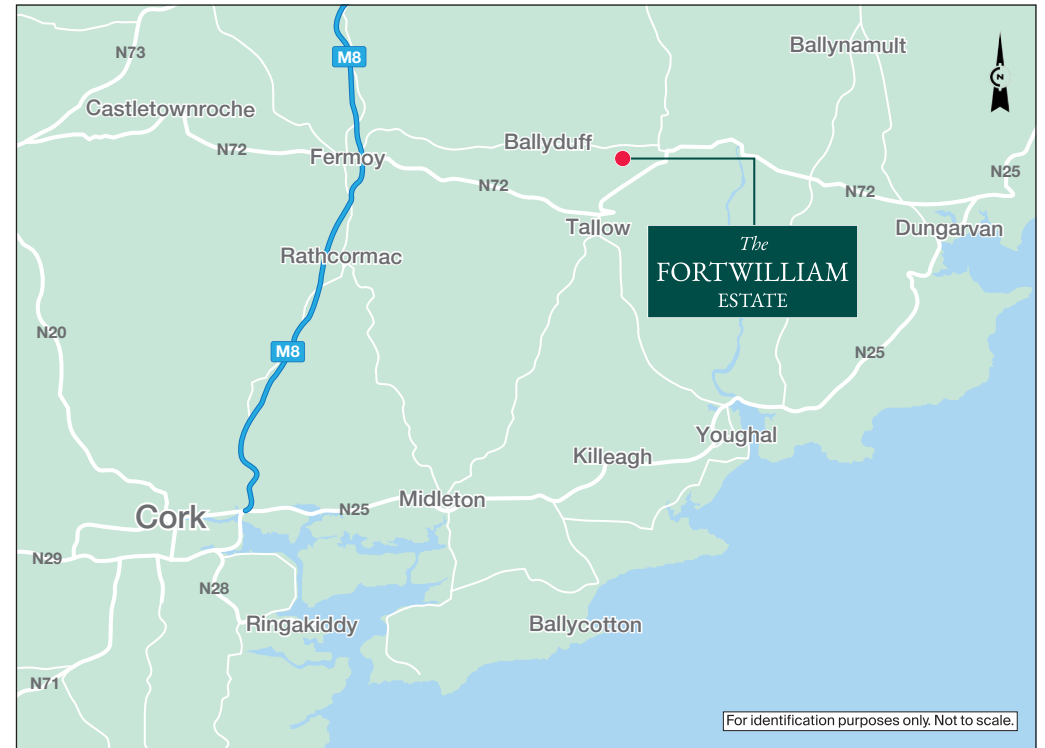 Ballynamult
M8
N73
N
Castletownroche
Ballyduff
N72
Fermoy
N25
N72
N72
Tallow
Dungarvan
The
FORTWILLIAM
ESTATE
Rathcormac
N20
M8
N25
Youghal
Killeagh
Midleton
N25
Cork
N29
N28
Ringakiddy
Ballycotton
N71
For identification purposes only. Not to scale.